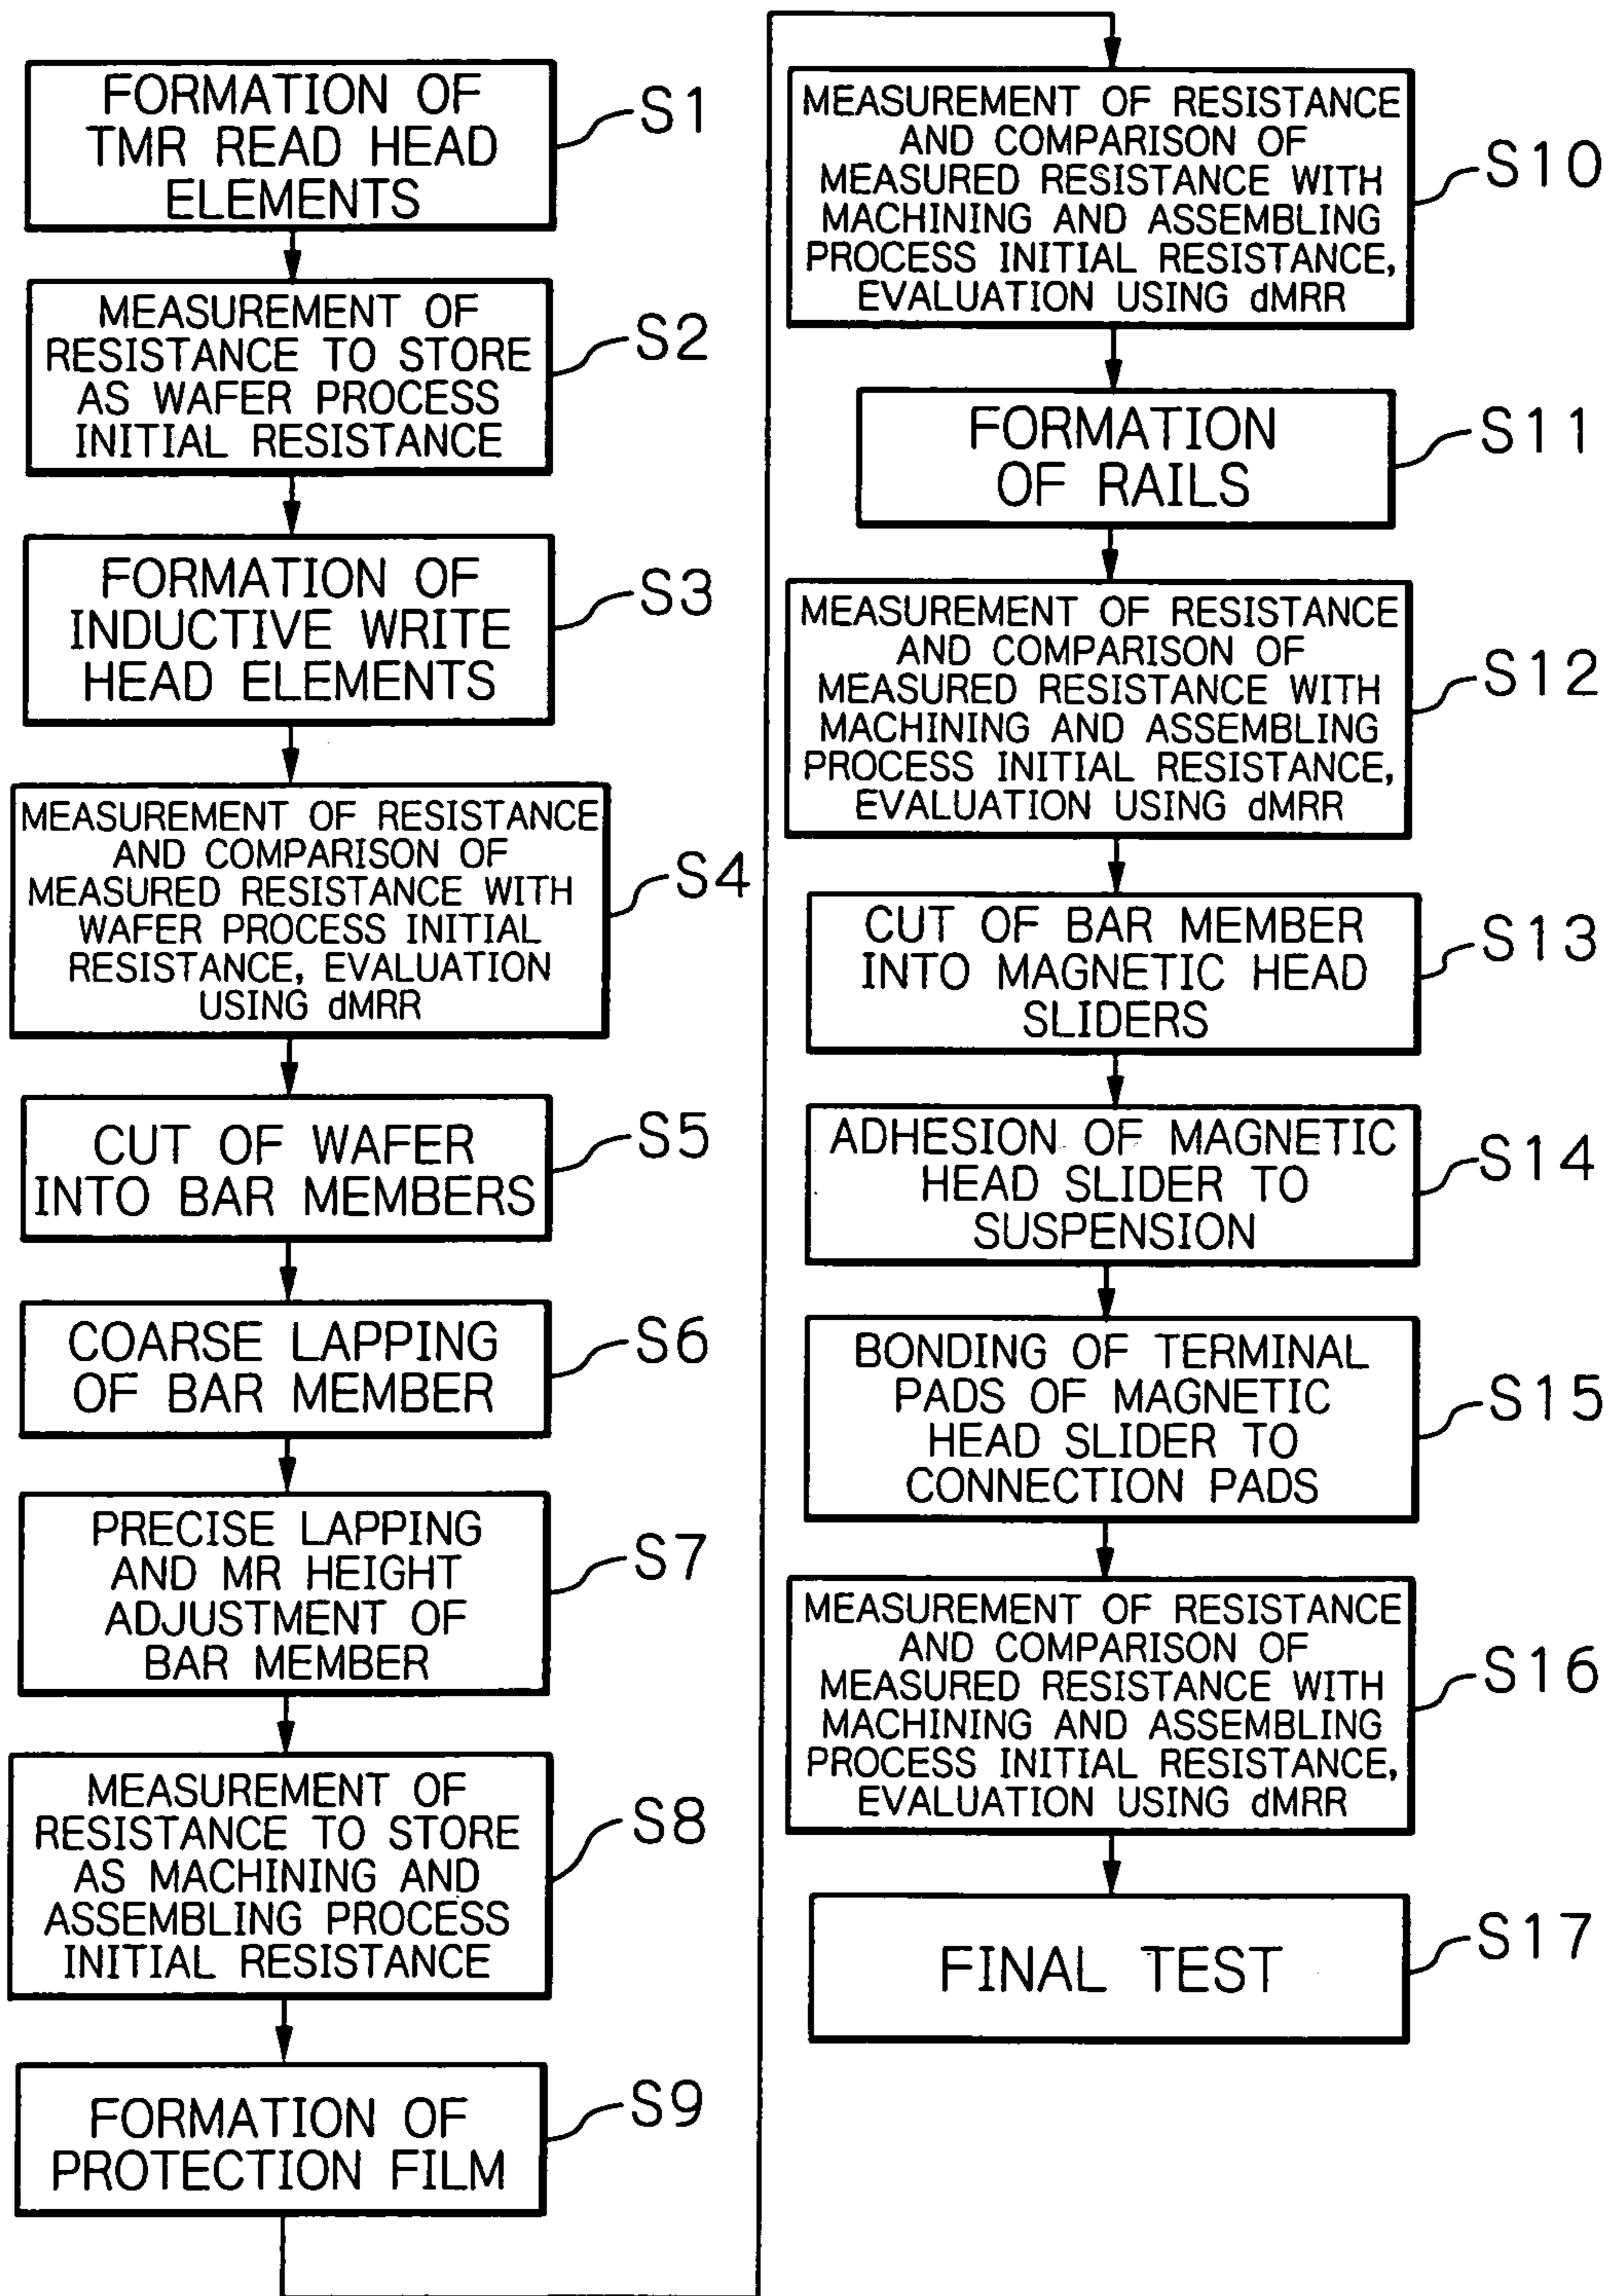 FORMATION OF
TMR READ HEAD
ELEMENTS
S1
MEASUREMENT OF
RESISTANCE TO STORE
AS WAFER PROCESS
INITIAL RESISTANCE
S2
FORMATION OF
INDUCTIVE WRITE
HEAD ELEMENTS
S3
MEASUREMENT OF RESISTANCE
AND COMPARISON OF
MEASURED RESISTANCE WITH
WAFER PROCESS INITIAL
RESISTANCE, EVALUATION
USING dMRR
S4
CUT OF WAFER
INTO BAR MEMBERS
S5
COARSE LAPPING
OF BAR MEMBER
S6
PRECISE LAPPING
AND MR HEIGHT
ADJUSTMENT OF
BAR MEMBER
S7
MEASUREMENT OF
RESISTANCE TO STORE
AS MACHINING AND
ASSEMBLING PROCESS
INITIAL RESISTANCE
S8
FORMATION OF
PROTECTION FILM
S9
MEASUREMENT OF RESISTANCE
AND COMPARISON OF
MEASURED RESISTANCE WITH
MACHINING AND ASSEMBLING
PROCESS INITIAL RESISTANCE,
EVALUATION USING dMRR
S10
FORMATION
OF RAILS
S11
MEASUREMENT OF RESISTANCE
AND COMPARISON OF
MEASURED RESISTANCE WITH
MACHINING AND ASSEMBLING
PROCESS INITIAL RESISTANCE,
EVALUATION USING dMRR
S12
CUT OF BAR MEMBER
INTO MAGNETIC HEAD
SLIDERS
S13
ADHESION OF MAGNETIC
HEAD SLIDER TO
SUSPENSION
S14
BONDING OF TERMINAL
PADS OF MAGNETIC
HEAD SLIDER TO
CONNECTION PADS
S15
MEASUREMENT OF RESISTANCE
AND COMPARISON OF
MEASURED RESISTANCE WITH
MACHINING AND ASSEMBLING
PROCESS INITIAL RESISTANCE,
EVALUATION USING dMRR
S16
FINAL TEST
S17